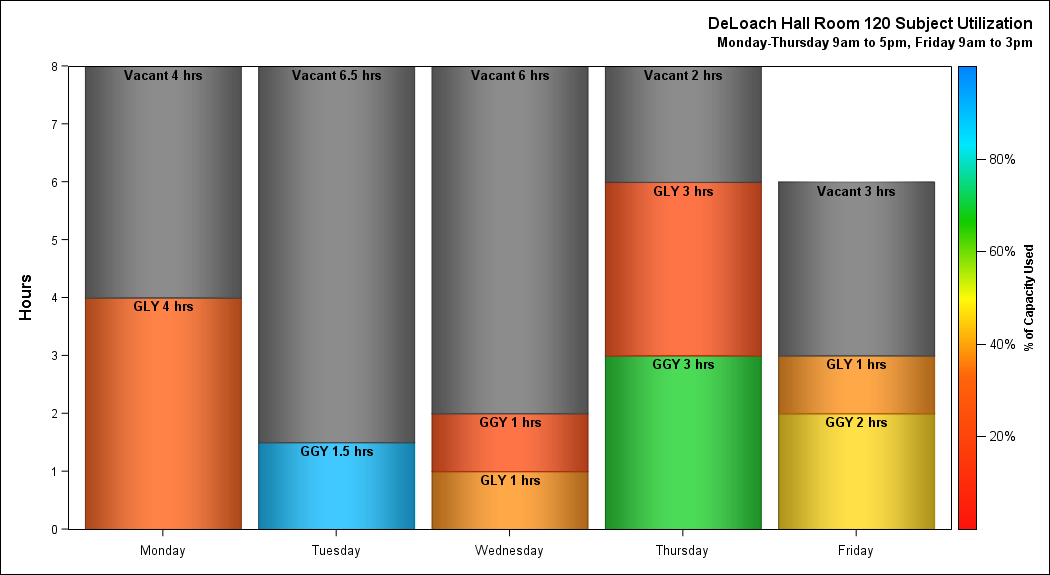 DeLoach Hall Room 120 Subject Utilization
Monday-Thursday 9am to 5pm, Friday 9am to 3pm
Hours
8
7
6
5
4
3
2
1
0
Vacant 4 hrs
GLY 4 hrs
Vacant 6.5 hrs
GGY 1.5 hrs
Vacant 6 hrs
GGY 1 hrs
GLY 1 hrs
Vacant 2 hrs
GLY 3 hrs
GGY 3 hrs
Vacant 3 hrs
GLY 1 hrs
GGY 2 hrs
Monday
Tuesday
Wednesday
Thursday
Friday
80%
60%
40%
20%
% of Capacity Used